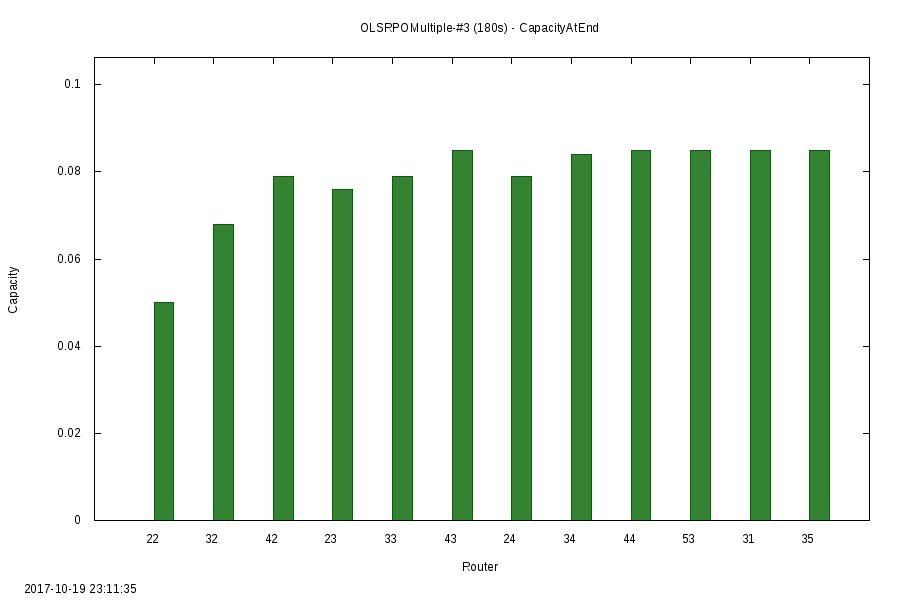 OLSRPOMultiple-#3 (180s) - CapacityAtEnd
0.1
0.08
0.06
0.04
0.02
0
Capacity
22 32 42 23 33 43 24 34 44 53 31 35
Router
2017-10-19 23:11:35